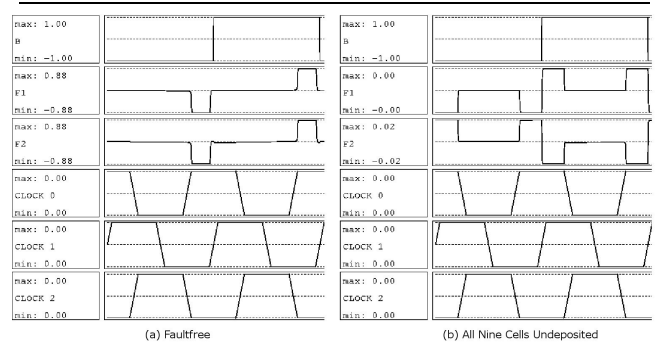 max: 1.00
B
min: -1.00
max: 0.88
F1
min: -0.88
max: 0.88
F2
min: -0.88
max: 0.00
CLOCK 0
min: 0.00
max: 0.00
CLOCK 1
min: 0.00
max: 0.00
CLOCK 2
min: 0.00
(a) Faultfree
max: 1.00
B
min: -1.00
max: 0.00
F1
min: -0.00
max: 0.02
F2
min: -0.02
max: 0.00
CLOCK 0
min: 0.00
max: 0.00
CLOCK 1
min: 0.00
max: 0.00
CLOCK 2
min: 0.00
(b) All Nine Cells Undeposited